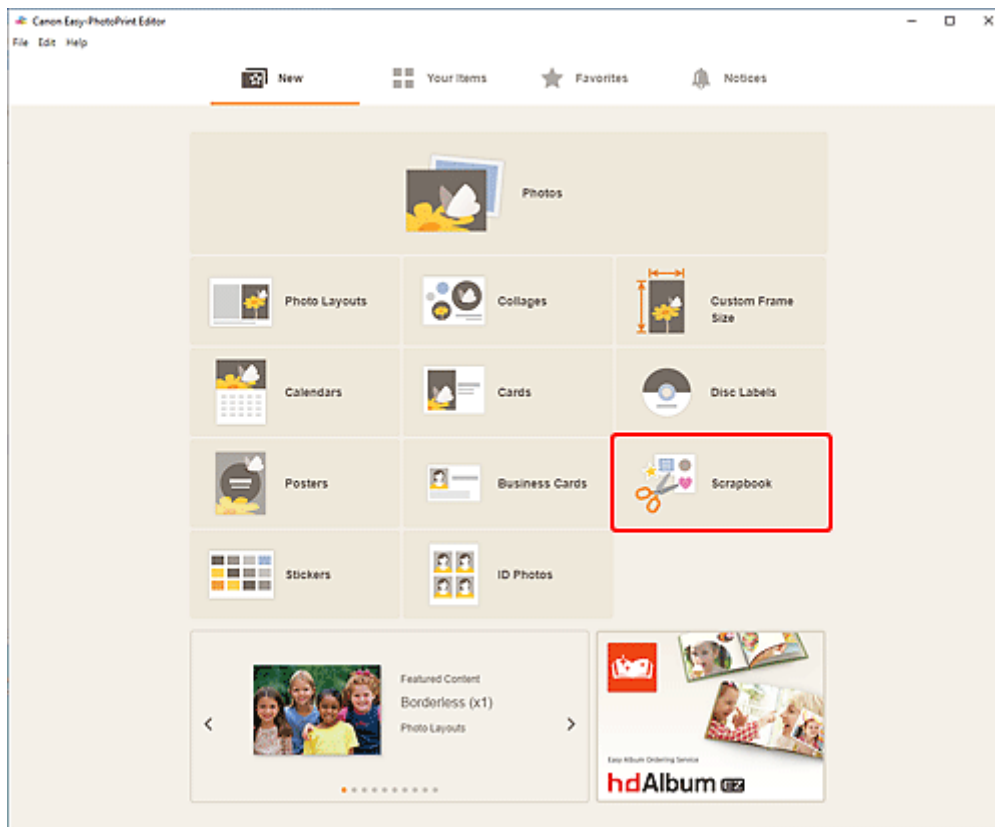 Canon Easy-PhotoPrint Editor
File Edit Help
New Your Items Favorites Notices
Photos
Photo Layouts Collages Custom Frame
Size
Calendars Cards Disc Labels
Posters Business Cards Scrapbook
Stickers ID Photos
Featured Content
Borderless (x1)
Photo Layouts
Easy Album Ordering Service
hdAlbum EZ